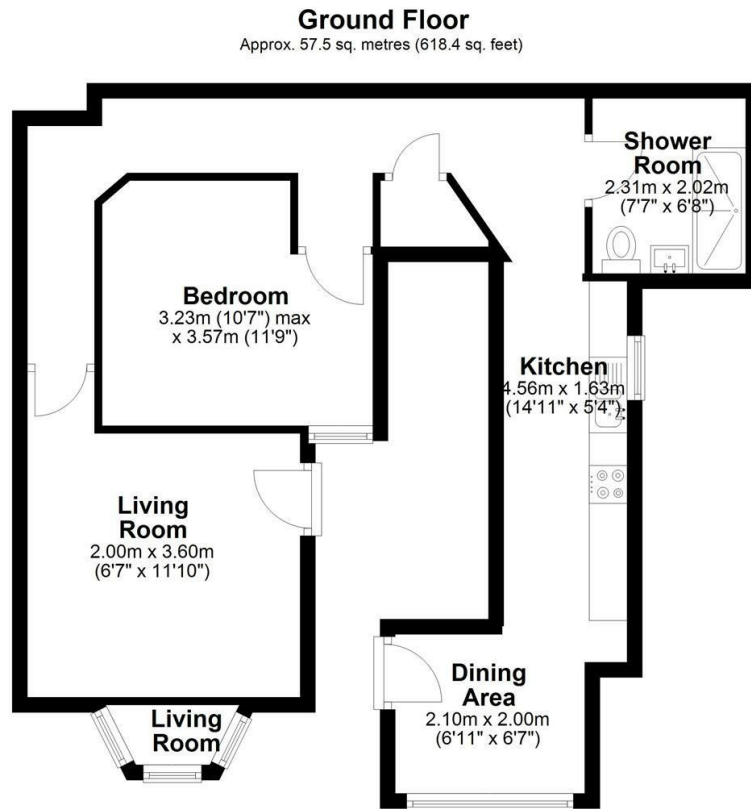 Ground Floor
Approx. 57.5 sq. metres (618.4 sq. feet)
Shower
Room
2.31m x 2.02m
(7'7" x 6'8")
Bedroom
3.23m (10'7") max
x 3.57m (11'9")
Kitchen
4.56m x 1.63m
(14'11" x 5'4")
Living
Room
2.00m x 3.60m
(6'7" x 11'10")
Dining
Area
2.10m x 2.00m
(6'11" x 6'7")
Living
Room